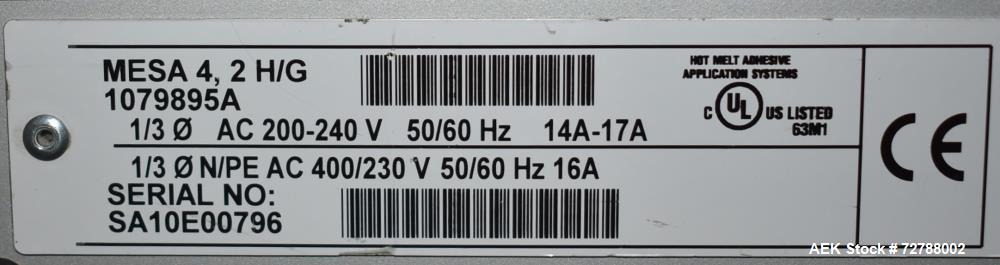 MESA 4, 2 H/G
1079895A
1/3 Ø AC 200-240 V 50/60 Hz 14A-17A
1/3 Ø N/PE AC 400/230 V 50/60 Hz 16A
SERIAL NO:
SA10E00796
HOT MELT ADHESIVE
APPLICATION SYSTEMS
C UL US LISTED
63M1
CE
AEK Stock # 72788002